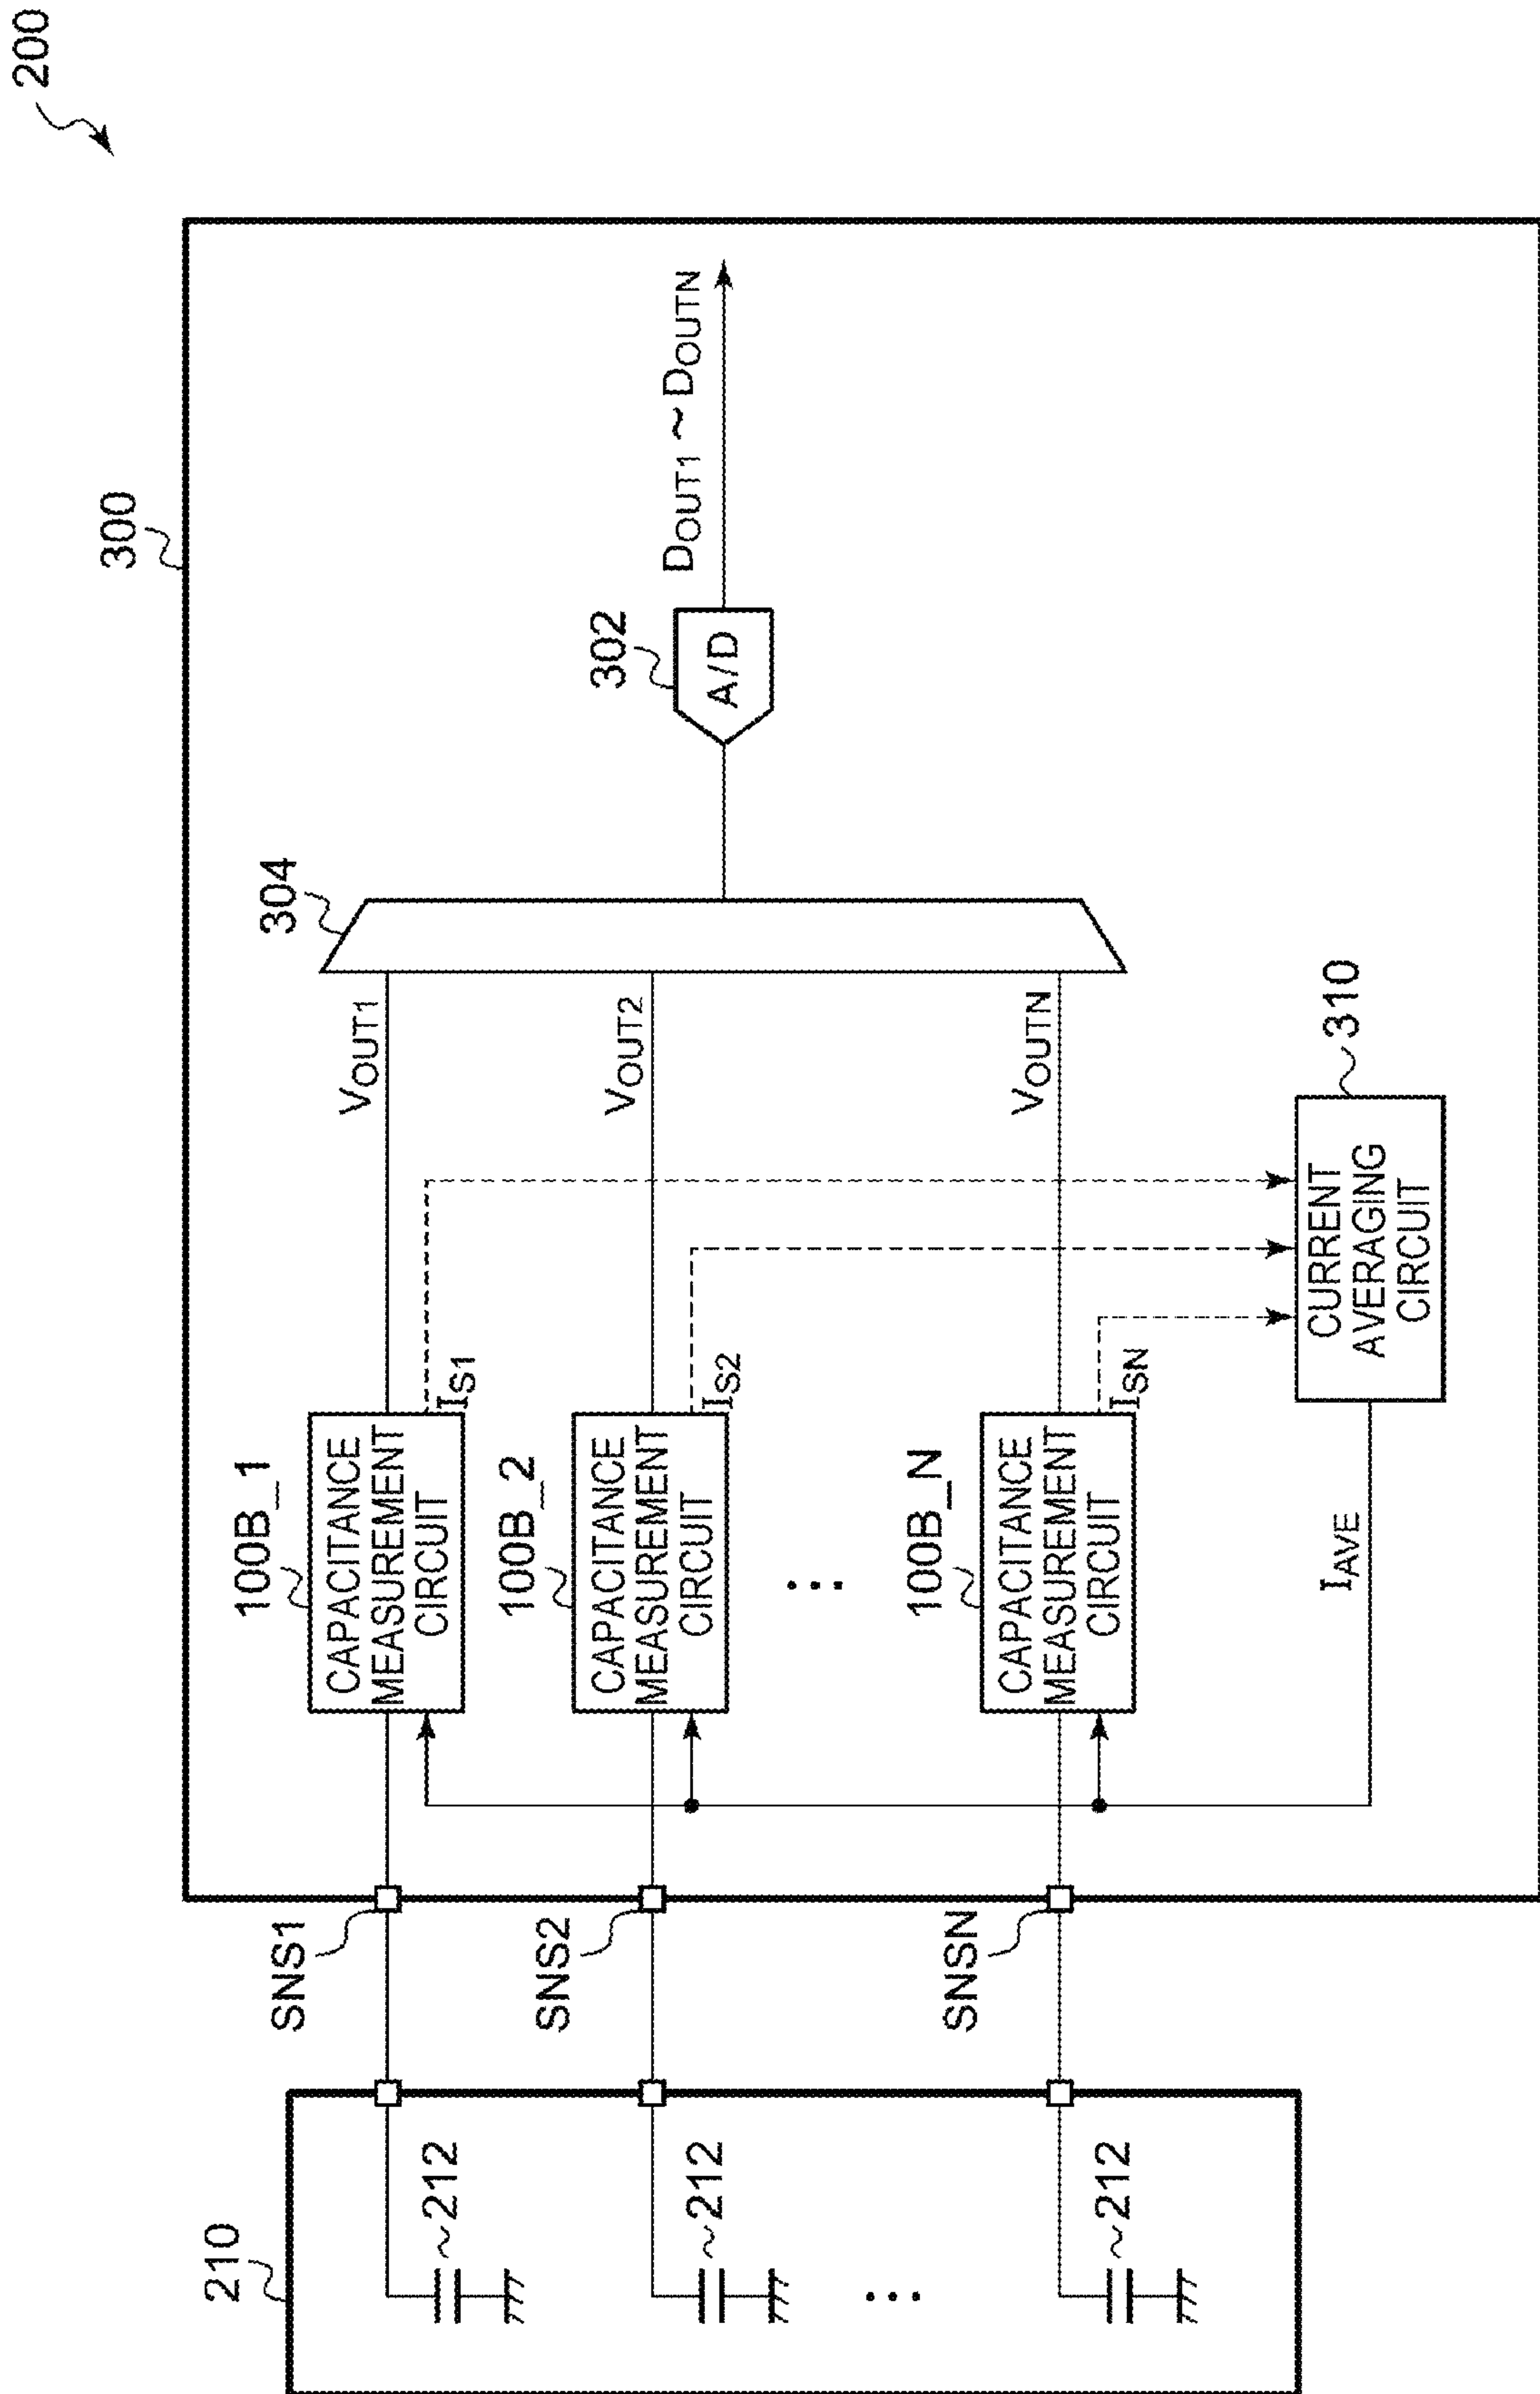 200
300
210
212
212
212
...
SNS1
SNS2
SNSN
100B_1
CAPACITANCE
MEASUREMENT
CIRCUIT
IS1
100B_2
CAPACITANCE
MEASUREMENT
CIRCUIT
IS2
...
100B_N
CAPACITANCE
MEASUREMENT
CIRCUIT
ISN
IAVE
CURRENT
AVERAGING
CIRCUIT
310
VOUT1
VOUT2
VOUTN
304
302
A/D
DOUT1 ~ DOUTN